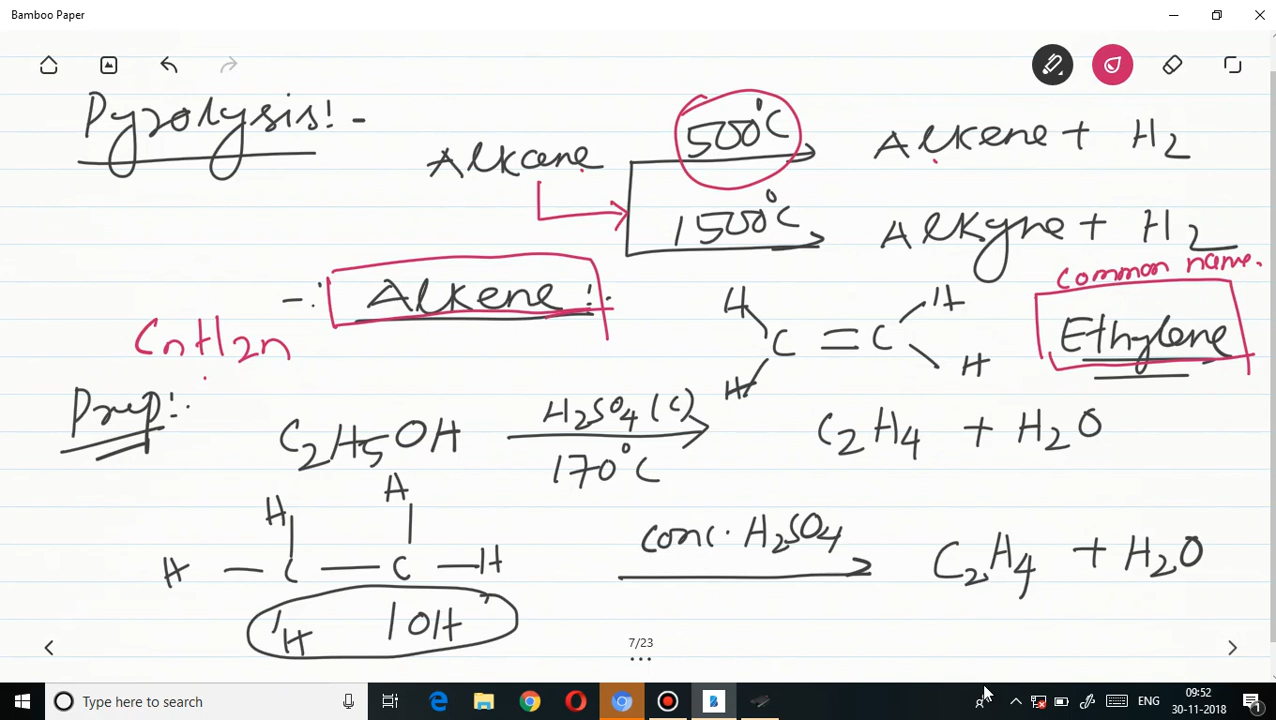 Bamboo Paper
Pyrolysis:-
Alkane
500°C
Alkene + H2
1500°C
Alkyne + H2
-: Alkene :-
common name.
CnH2n
H H
C = C
H H
Ethylene
Prep:-
C2H5OH
H2SO4 (C)
170°C
C2H4 + H2O
H H
H - C - C - H
H OH
conc. H2SO4
C2H4 + H2O
7/23
Type here to search
ENG
09:52
30-11-2018
1